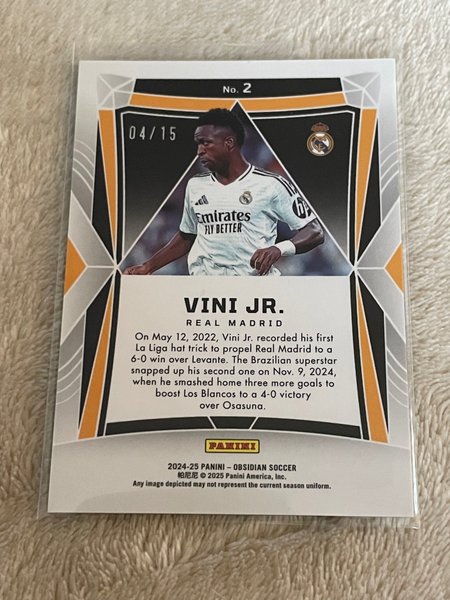 No. 2
04/15
Emirates
FLY BETTER
VINI JR.
REAL MADRID
On May 12, 2022, Vini Jr. recorded his first
La Liga hat trick to propel Real Madrid to a
6-0 win over Levante. The Brazilian superstar
snapped up his second one on Nov. 9, 2024,
when he smashed home three more goals to
boost Los Blancos to a 4-0 victory
over Osasuna.
PANINI
2024-25 PANINI – OBSIDIAN SOCCER
帕尼尼 © 2025 Panini America, Inc.
Any image depicted may not represent the current season uniform.